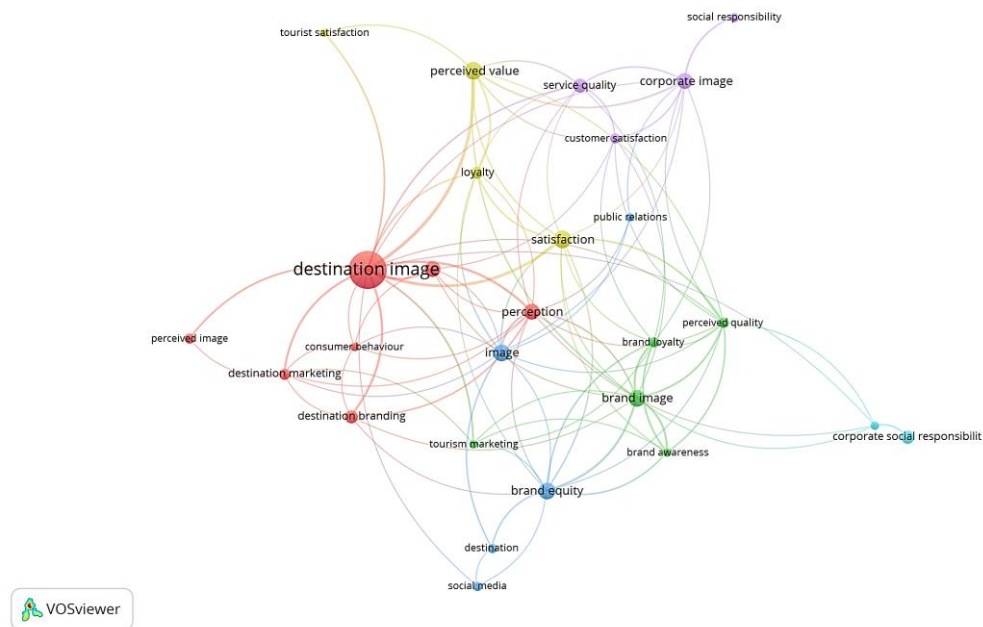 social responsibility
tourist satisfaction
perceived value
service quality
corporate image
customer satisfaction
loyalty
public relations
satisfaction
destination image
perception
perceived quality
perceived image
consumer behaviour
image
brand loyalty
destination marketing
brand image
destination branding
tourism marketing
brand awareness
corporate social responsibilit
brand equity
destination
social media
VOSviewer